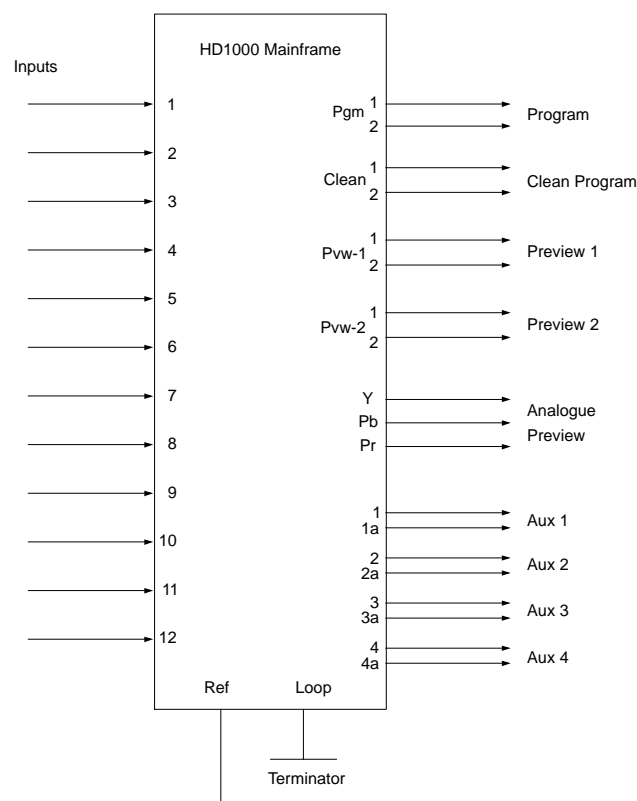 HD1000 Mainframe
Inputs
1
2
3
4
5
6
7
8
9
10
11
12
Pgm
1
2
Program
Clean
1
2
Clean Program
Pvw-1
1
2
Preview 1
Pvw-2
1
2
Preview 2
Y
Pb
Pr
Analogue
Preview
1
1a
Aux 1
2
2a
Aux 2
3
3a
Aux 3
4
4a
Aux 4
Ref
Loop
Terminator